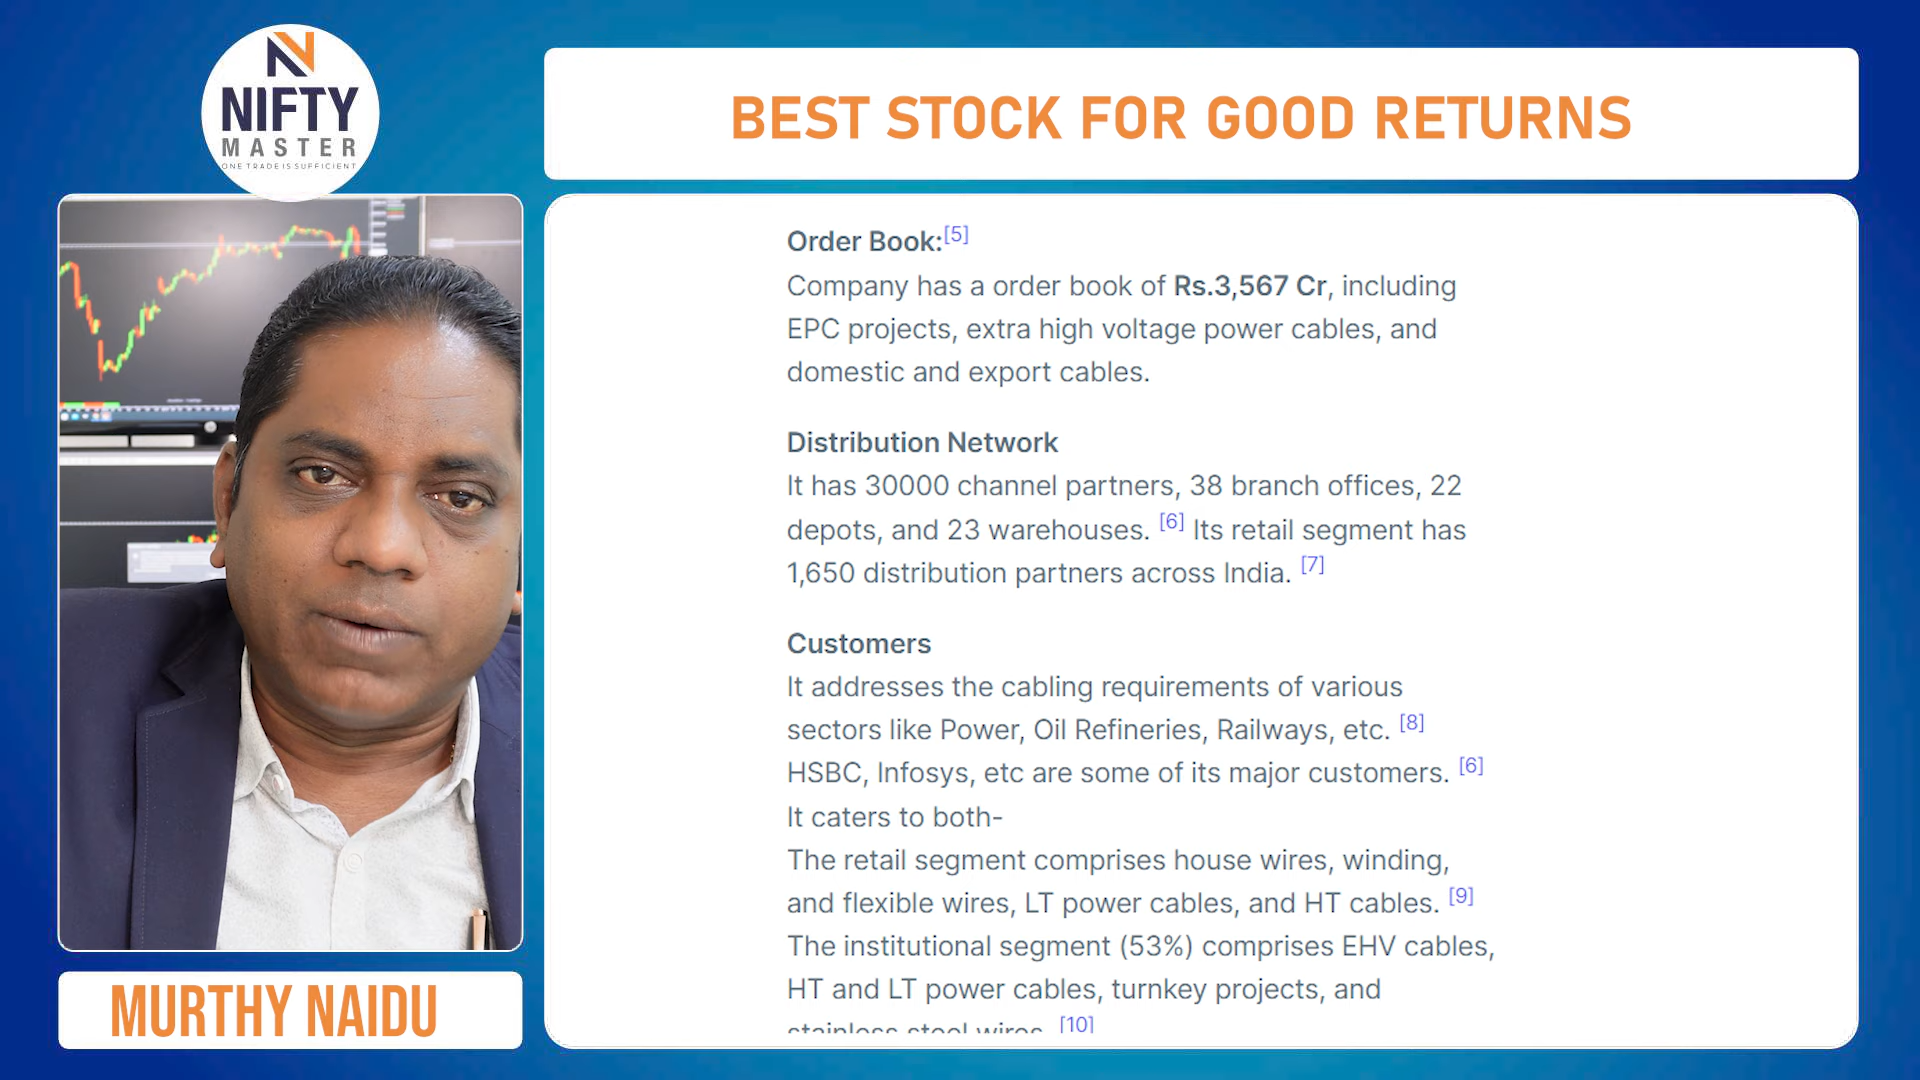 NIFTY
MASTER
ONE TRADE IS SUFFICIENT
BEST STOCK FOR GOOD RETURNS
Order Book:[5]
Company has a order book of Rs.3,567 Cr, including
EPC projects, extra high voltage power cables, and
domestic and export cables.
Distribution Network
It has 30000 channel partners, 38 branch offices, 22
depots, and 23 warehouses. [6] Its retail segment has
1,650 distribution partners across India. [7]
Customers
It addresses the cabling requirements of various
sectors like Power, Oil Refineries, Railways, etc. [8]
HSBC, Infosys, etc are some of its major customers. [6]
It caters to both-
The retail segment comprises house wires, winding,
and flexible wires, LT power cables, and HT cables. [9]
The institutional segment (53%) comprises EHV cables,
HT and LT power cables, turnkey projects, and
stainless steel wires. [10]
MURTHY NAIDU